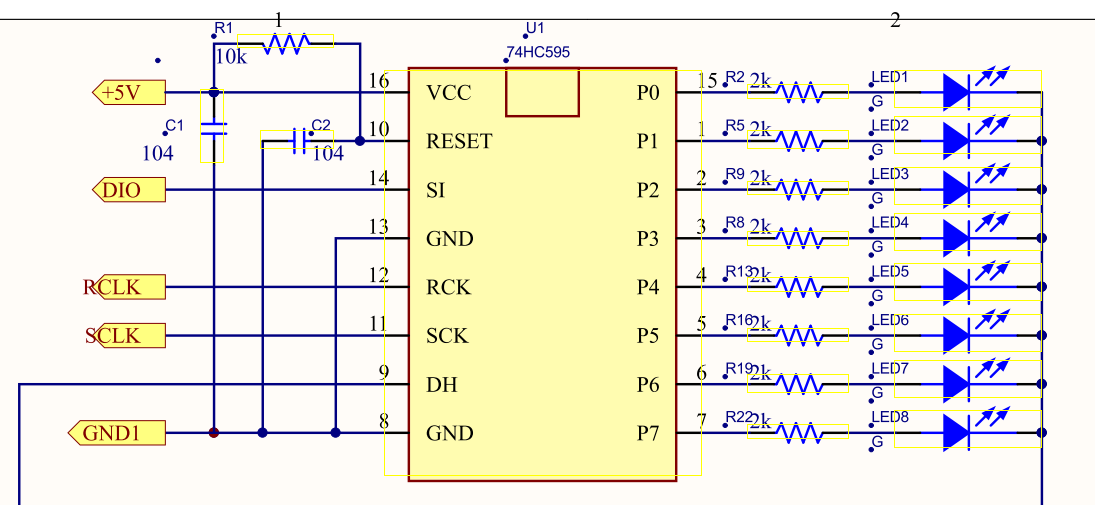 1 2
R1
10k
U1
74HC595
+5V 16 VCC P0 15 R2 2k LED1
G
C1
104
C2
104
10 RESET P1 1 R5 2k LED2
G
DIO 14 SI P2 2 R9 2k LED3
G
13 GND P3 3 R8 2k LED4
G
RCLK 12 RCK P4 4 R13 2k LED5
G
SCLK 11 SCK P5 5 R16 2k LED6
G
9 DH P6 6 R19 2k LED7
G
GND1 8 GND P7 7 R22 2k LED8
G